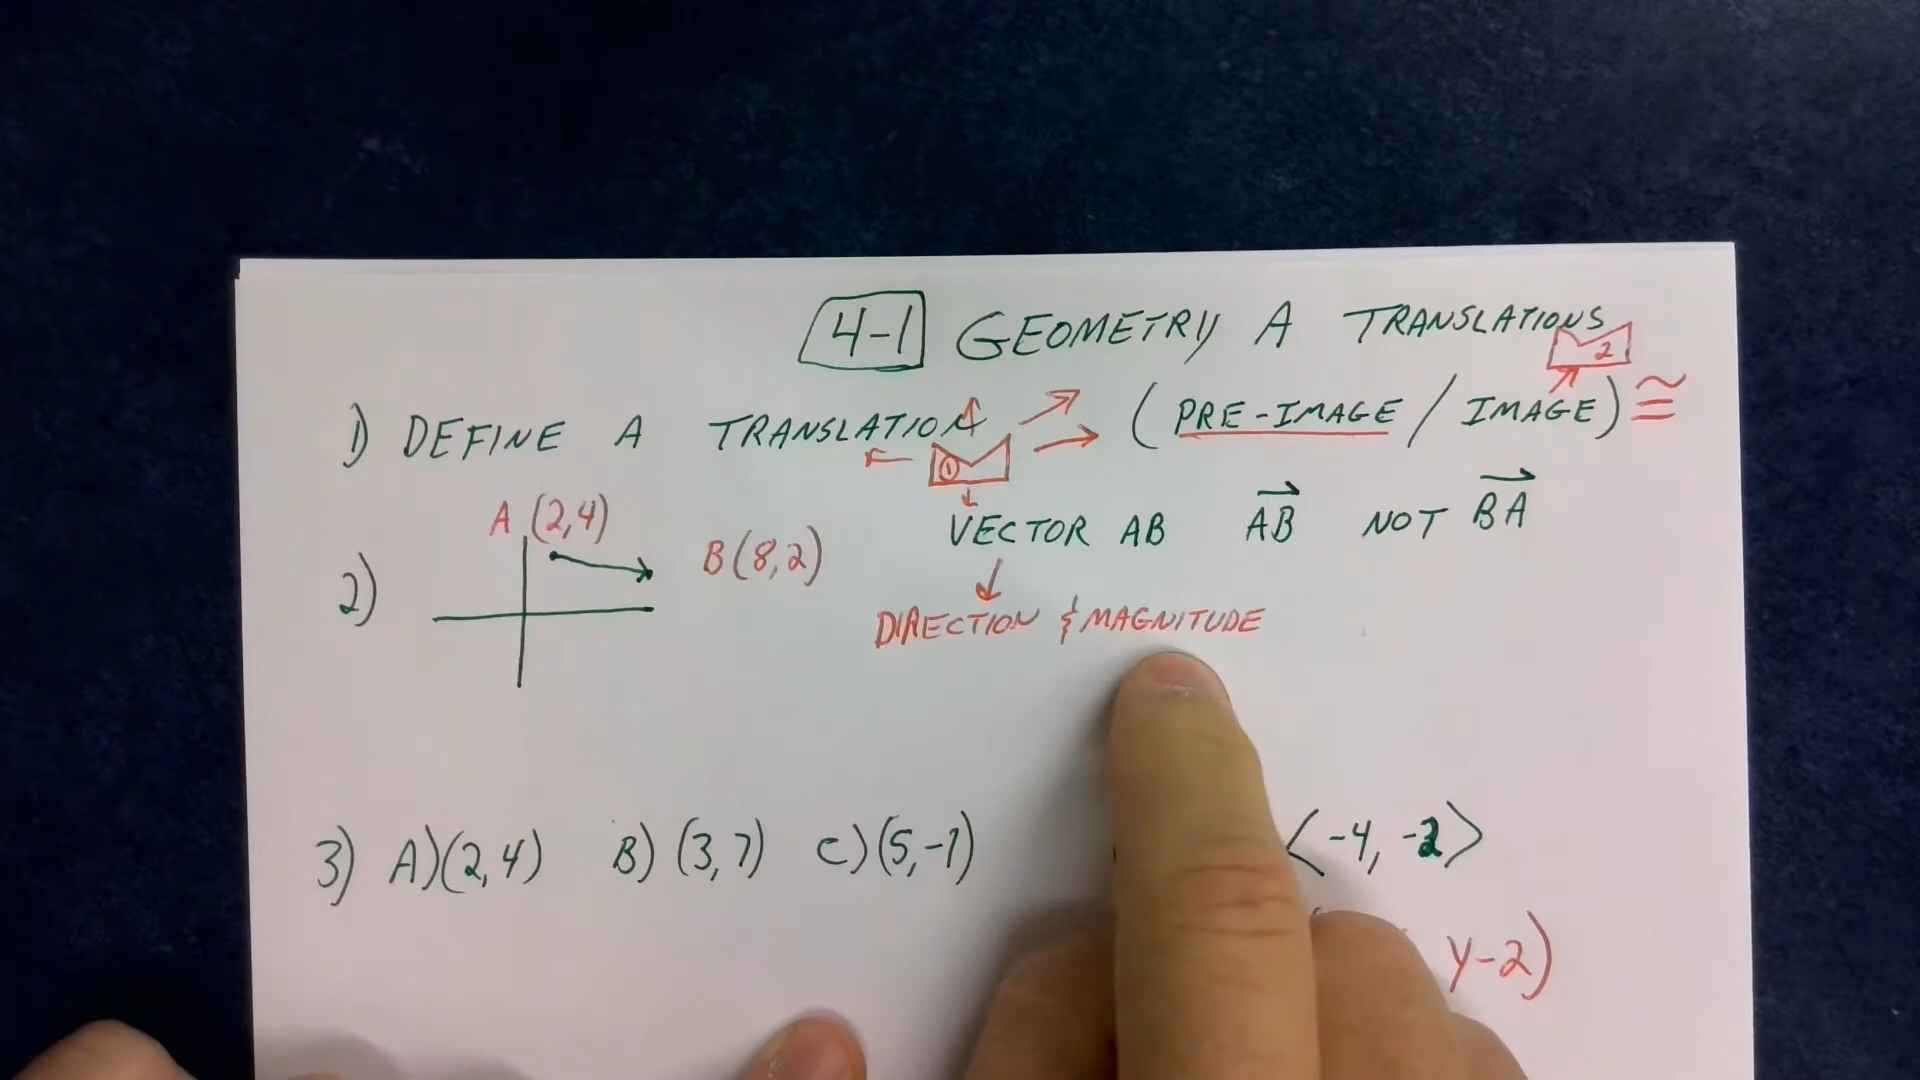 4-1 GEOMETRY A TRANSLATIONS
2
1) DEFINE A TRANSLATION (PRE-IMAGE / IMAGE) ≅
1
A (2,4)
VECTOR AB AB NOT BA
2) B(8,2)
DIRECTION & MAGNITUDE
3) A)(2,4) B) (3,7) C)(5,-1) <-4, -2>
y-2)